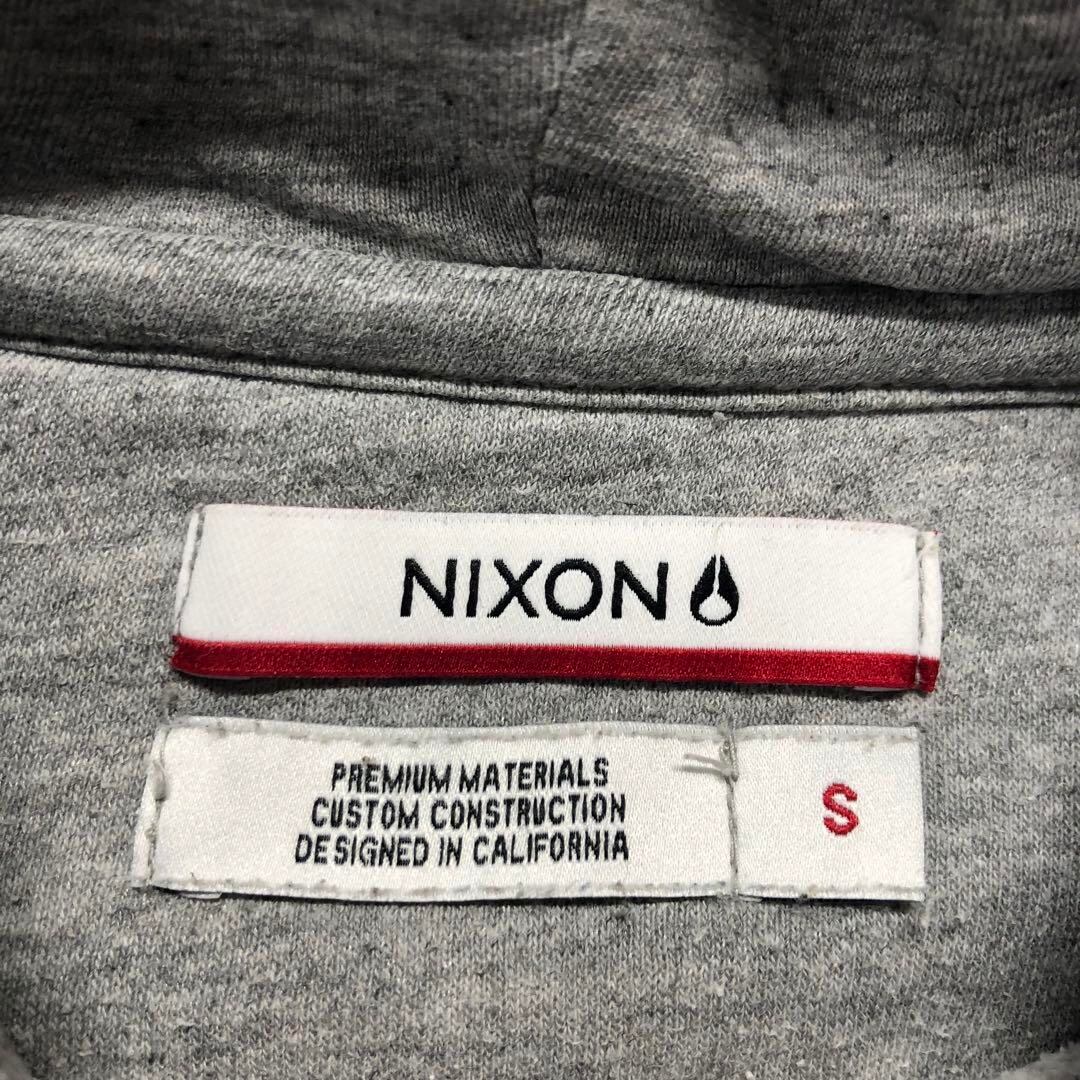 NIXON
PREMIUM MATERIALS
CUSTOM CONSTRUCTION
DESIGNED IN CALIFORNIA
S